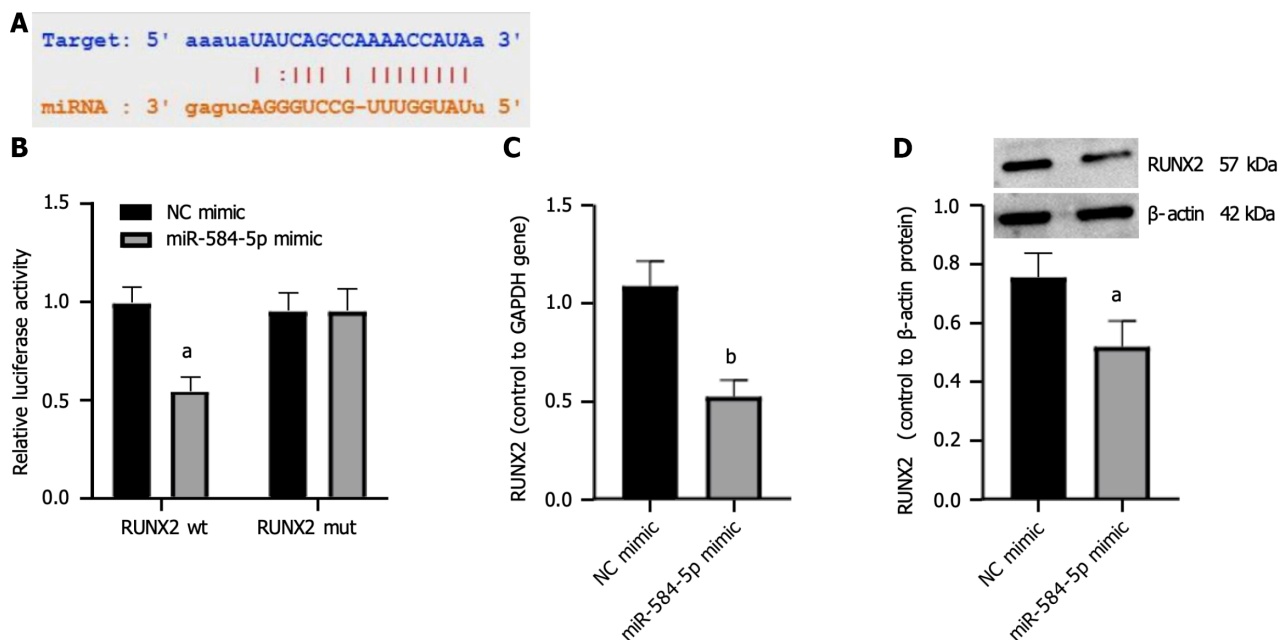 A
Target: 5' aaauaUAUCAGCCAAAACCAUAa 3'
| :||| | ||||||||
miRNA : 3' gagucAGGGUCCG-UUUGGUAUu 5'
B
Relative luciferase activity
1.5
1.0
0.5
0.0
NC mimic
miR-584-5p mimic
a
RUNX2 wt
RUNX2 mut
C
RUNX2 (control to GAPDH gene)
1.5
1.0
0.5
0.0
b
NC mimic
miR-584-5p mimic
D
RUNX2 57 kDa
β-actin 42 kDa
RUNX2 (control to β-actin protein)
1.0
0.8
0.6
0.4
0.2
0.0
a
NC mimic
miR-584-5p mimic